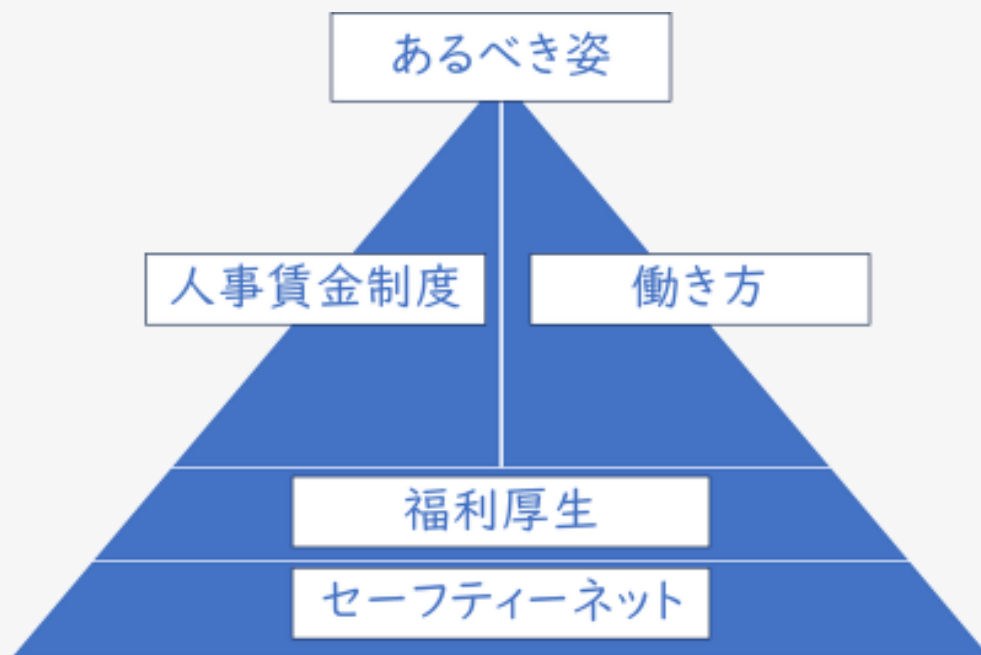 あるべき姿
人事賃金制度
働き方
福利厚生
セーフティーネット